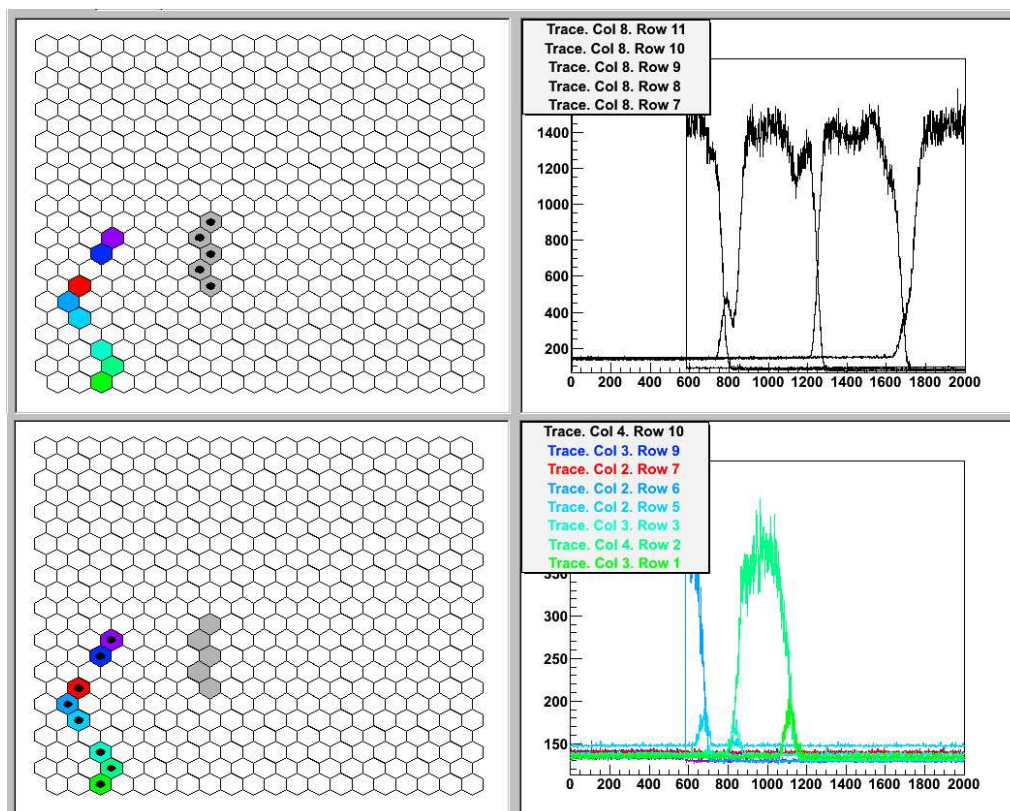 Trace. Col 8. Row 11
Trace. Col 8. Row 10
Trace. Col 8. Row 9
Trace. Col 8. Row 8
Trace. Col 8. Row 7
1400
1200
1000
800
600
400
200
0 200 400 600 800 1000 1200 1400 1600 1800 2000
Trace. Col 4. Row 10
Trace. Col 3. Row 9
Trace. Col 2. Row 7
Trace. Col 2. Row 6
Trace. Col 2. Row 5
Trace. Col 3. Row 3
Trace. Col 4. Row 2
Trace. Col 3. Row 1
350
300
250
200
150
0 200 400 600 800 1000 1200 1400 1600 1800 2000